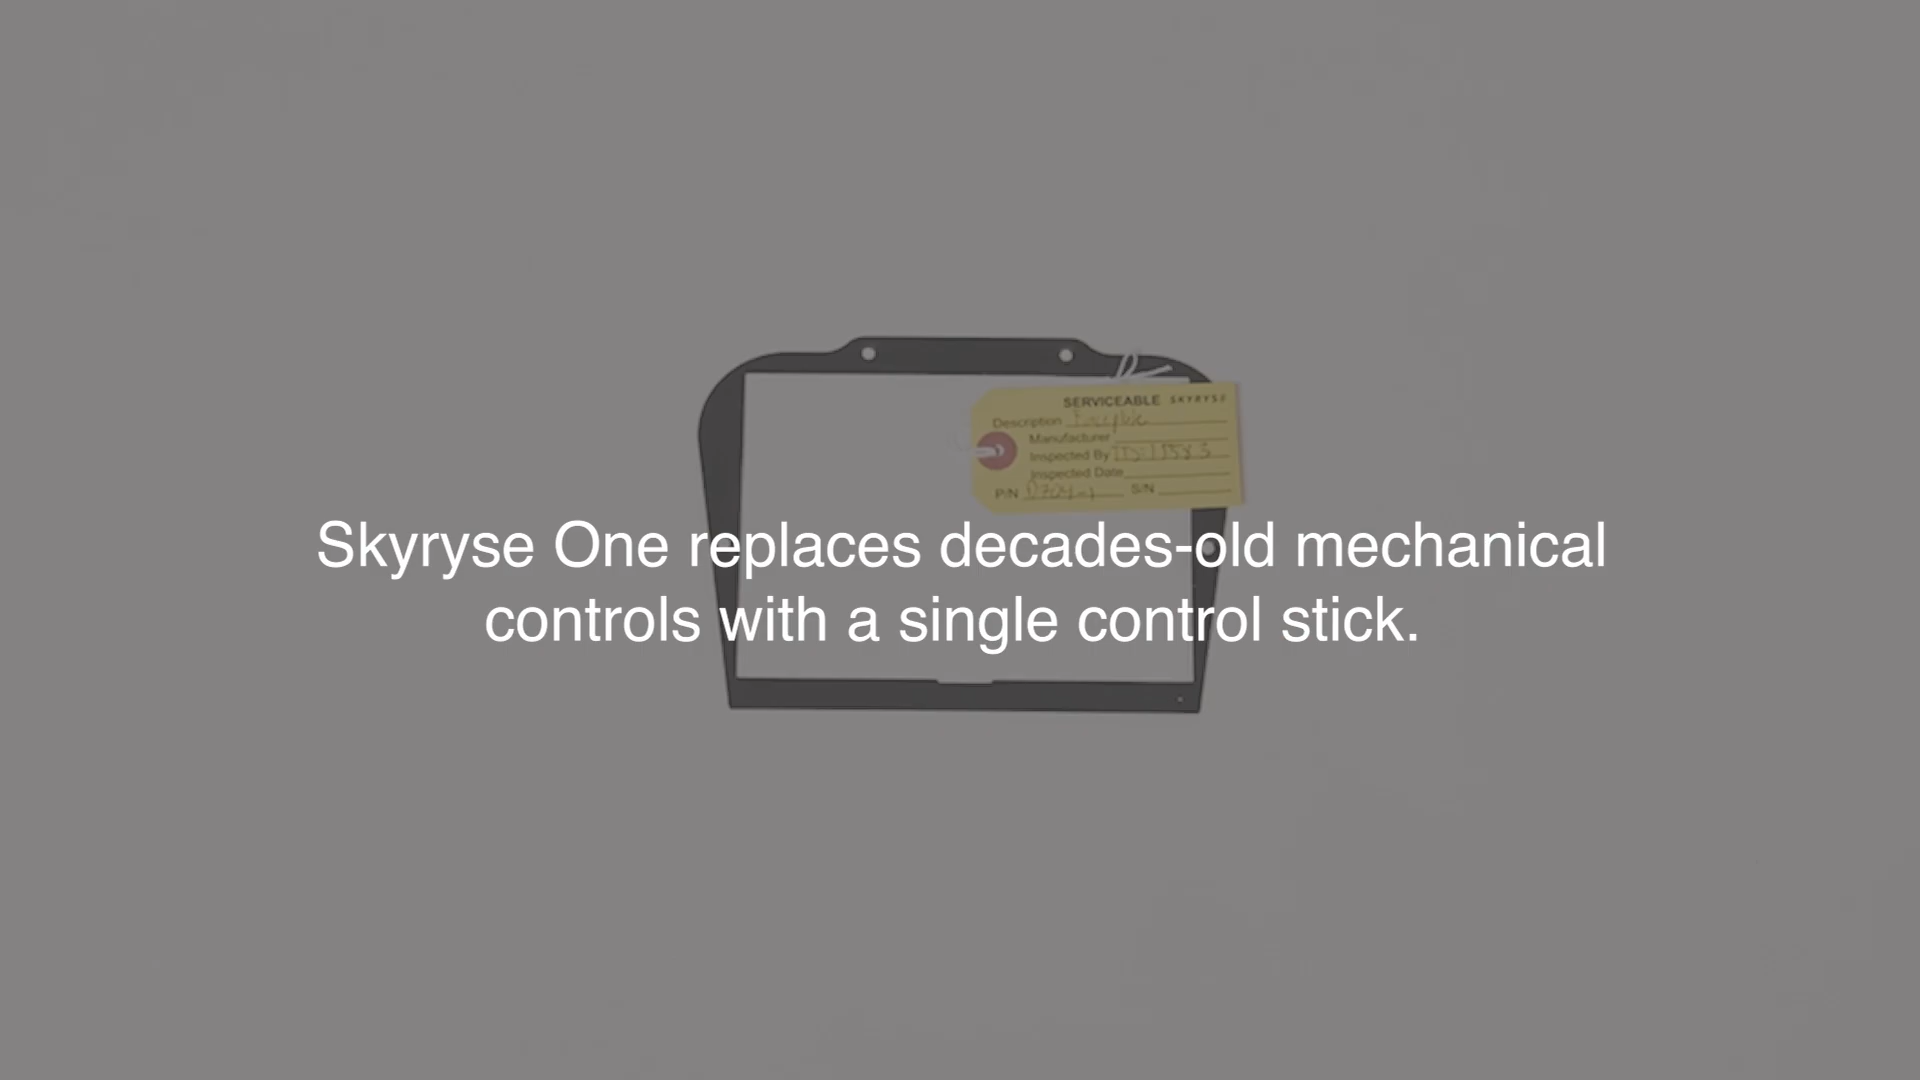 SERVICEABLE SKYRYSE
Description
Manufacturer
Inspected By
Inspected Date
P/N S/N
Skyryse One replaces decades-old mechanical
controls with a single control stick.